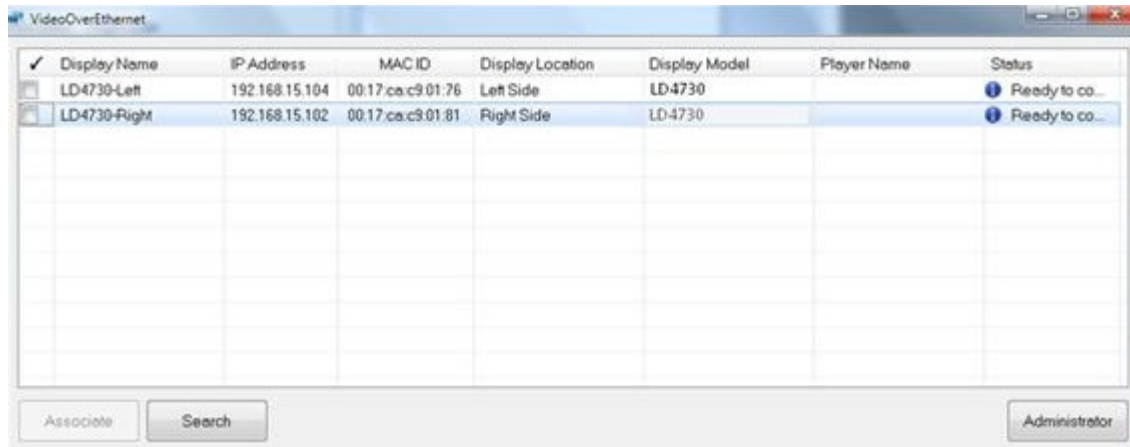 VideoOverEthernet
✓ Display Name IP Address MAC ID Display Location Display Model Player Name Status
LD4730-Left 192.168.15.104 00:17:ca:c9:01:76 Left Side LD4730 Ready to co...
LD4730-Right 192.168.15.102 00:17:ca:c9:01:81 Right Side LD4730 Ready to co...
Associate Search Administrator